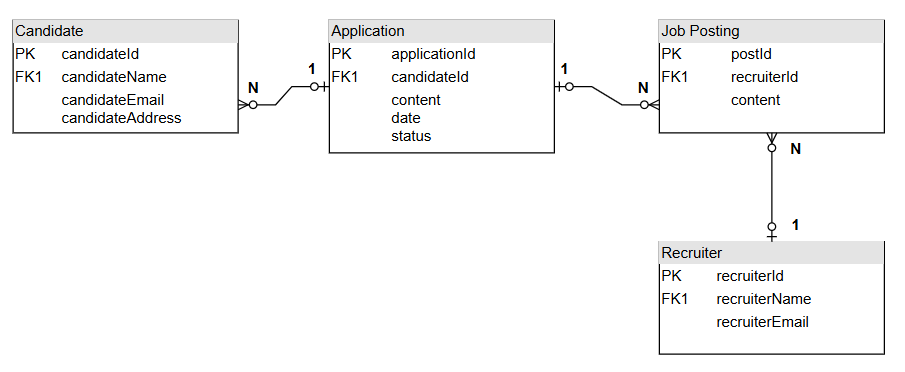 Candidate
PK candidateId
FK1 candidateName
candidateEmail
candidateAddress
N
1
Application
PK applicationId
FK1 candidateId
content
date
status
1
N
Job Posting
PK postId
FK1 recruiterId
content
N
1
Recruiter
PK recruiterId
FK1 recruiterName
recruiterEmail